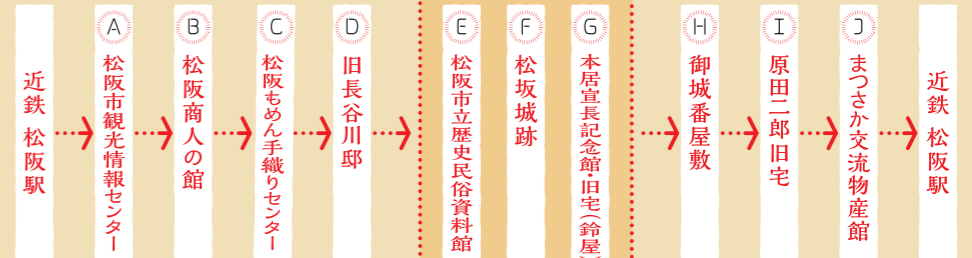 近鉄 松阪駅
A
松阪市観光情報センター
B
松阪商人の館
C
松阪もめん手織りセンター
D
旧長谷川邸
E
松阪市立歴史民俗資料館
F
松坂城跡
G
本居宣長記念館・旧宅(鈴屋)
H
御城番屋敷
I
原田二郎旧宅
J
まつさか交流物産館
近鉄 松阪駅